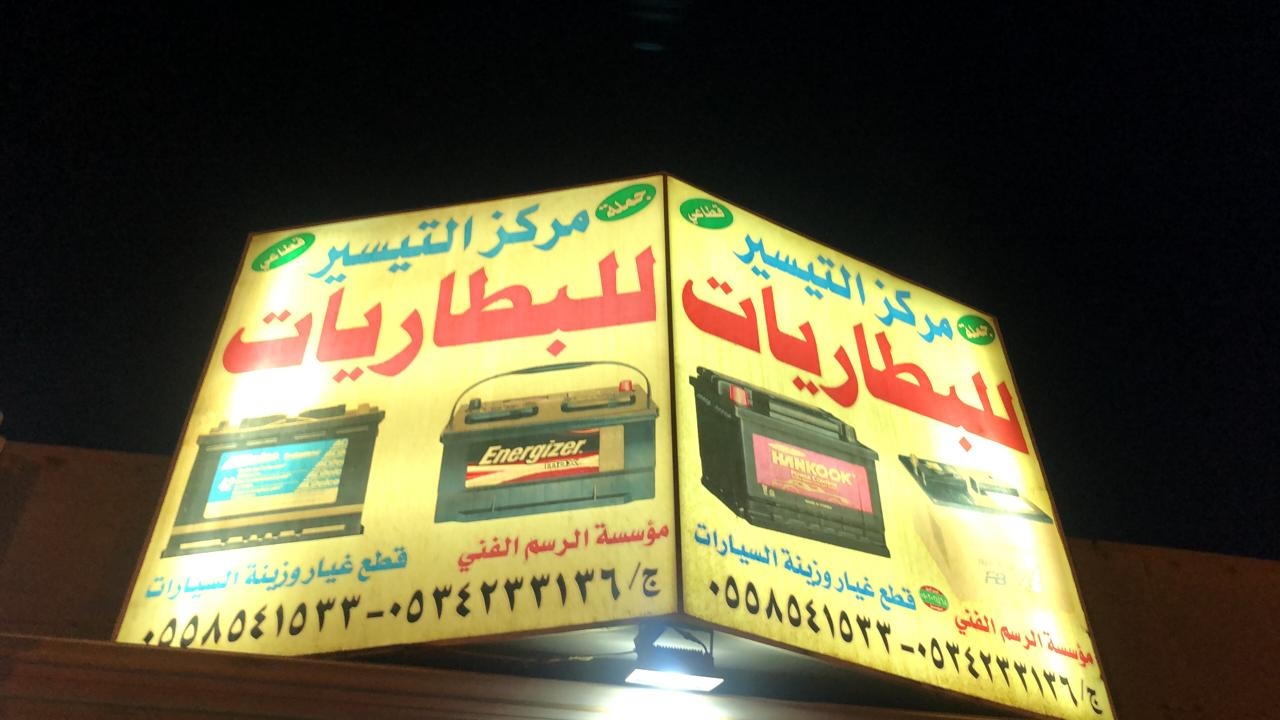 جملة
قطاعي
مركز التيسير
للبطاريات
Energizer
مؤسسة الرسم الفني
قطع غيار وزينة السيارات
ج/ ٠٥٣٤٢٣٣١٣٦-٠٥٥٨٥٤١٥٣٣
جملة
قطاعي
مركز التيسير
للبطاريات
HANKOOK
FB
مؤسسة الرسم الفني
قطع غيار وزينة السيارات
ج/ ٠٥٣٤٢٣٣١٣٦-٠٥٥٨٥٤١٥٣٣